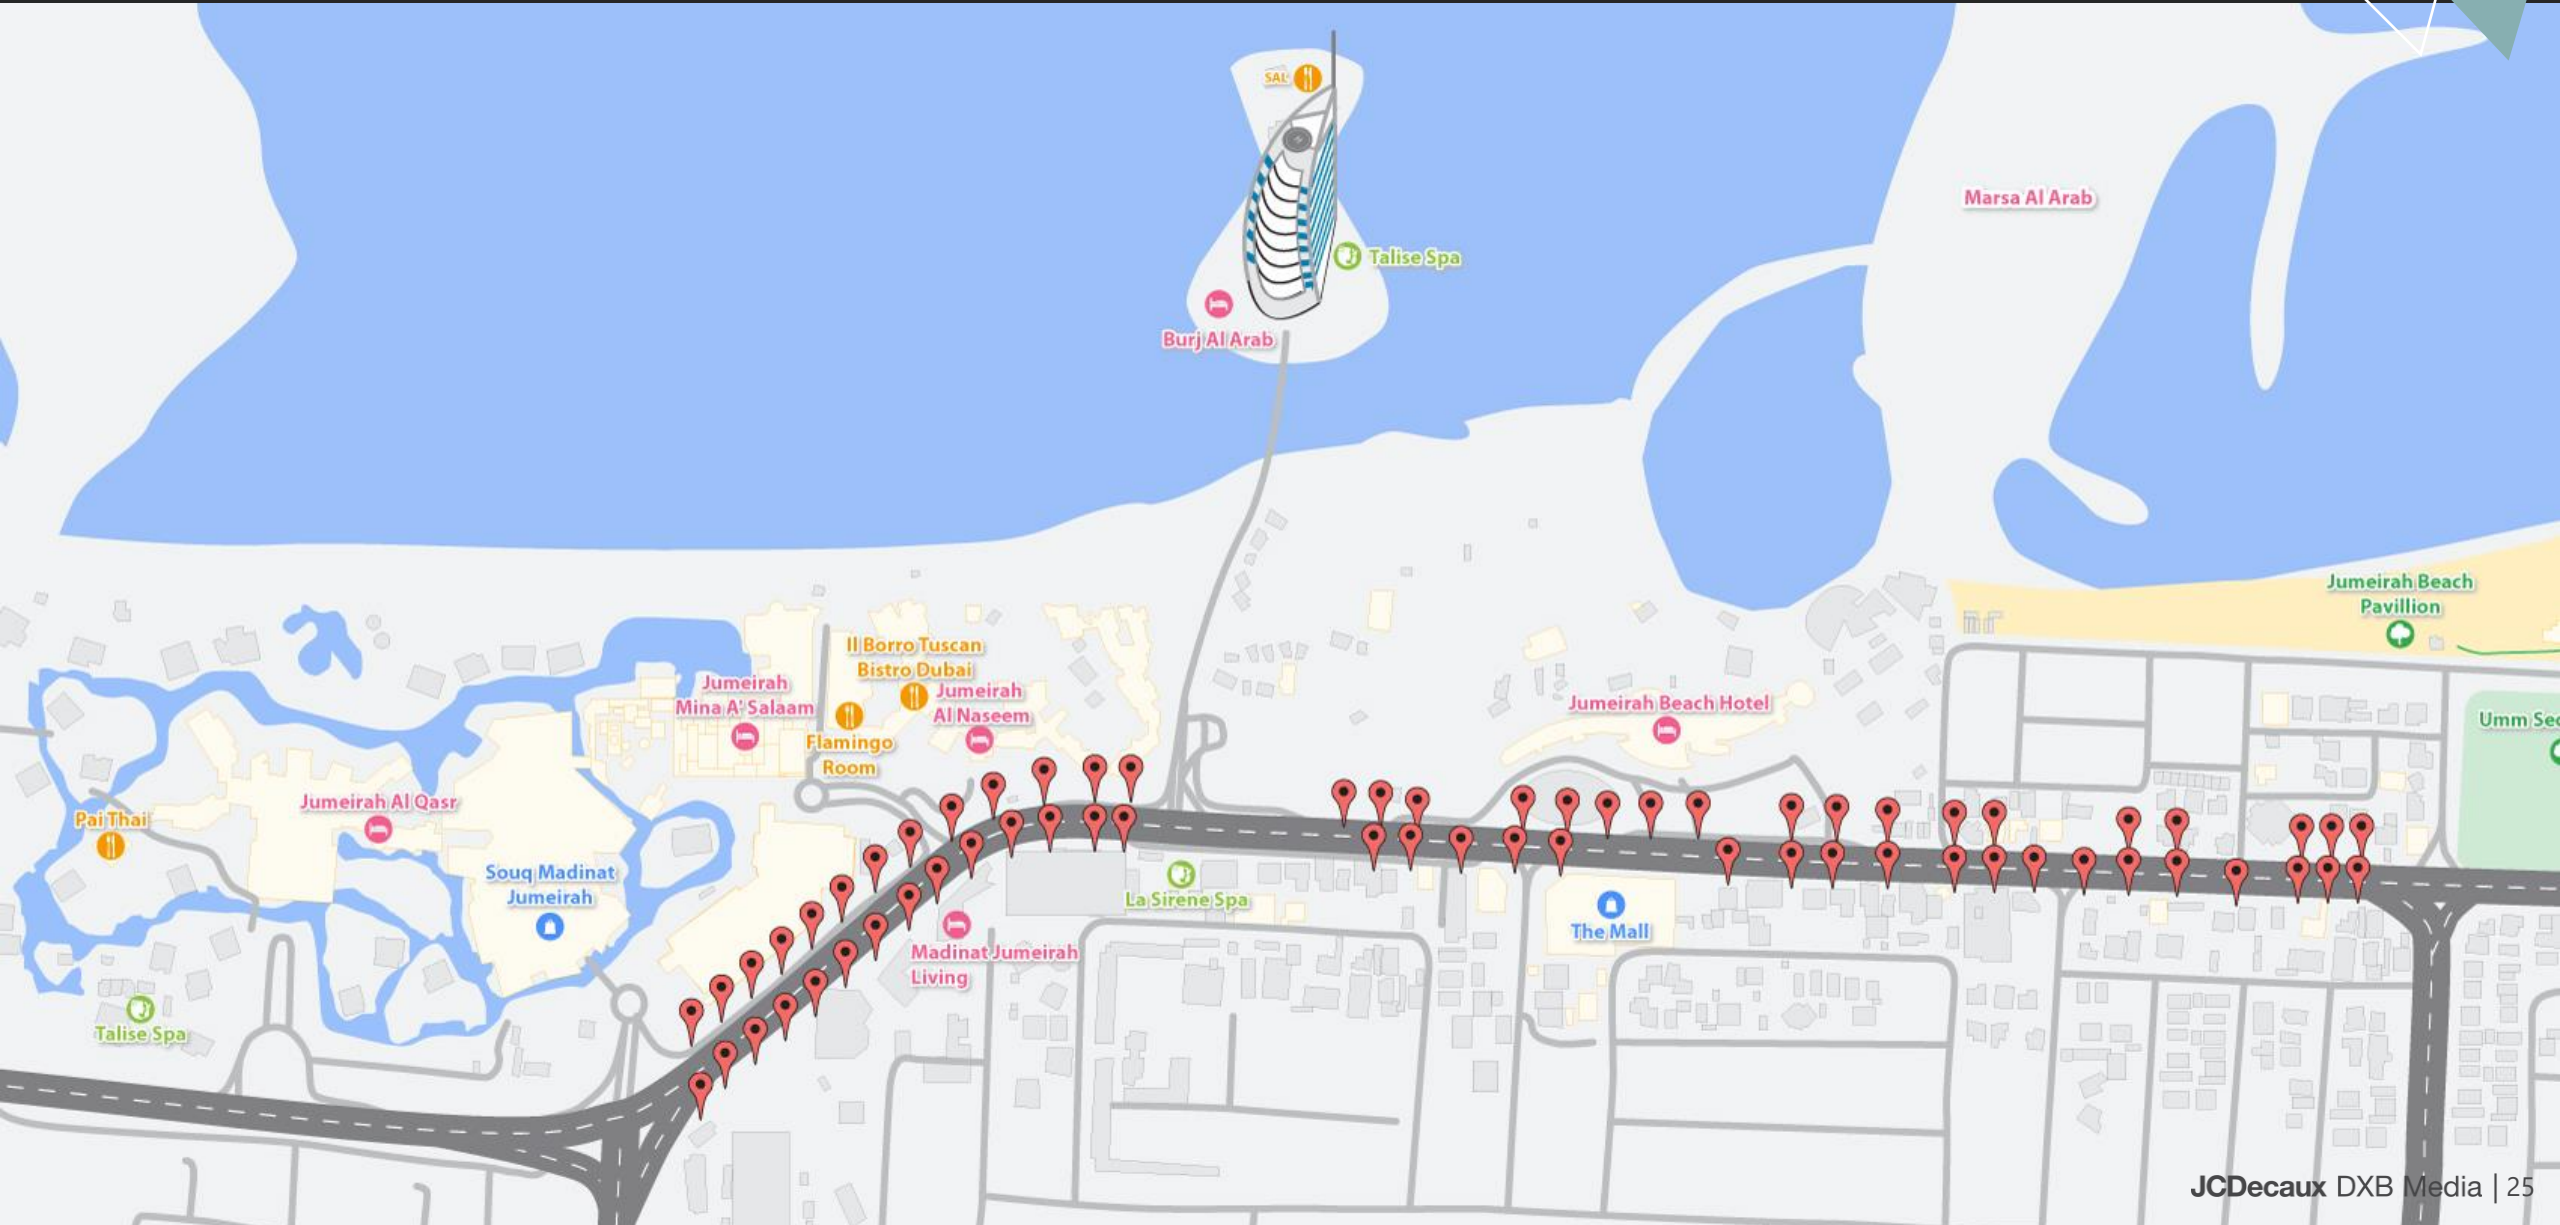 SAL
Marsa Al Arab
Talise Spa
Burj Al Arab
Jumeirah Beach
Pavillion
Il Borro Tuscan
Bistro Dubai
Jumeirah
Mina A' Salaam
Jumeirah
Al Naseem
Jumeirah Beach Hotel
Umm
Flamingo
Room
Jumeirah Al Qasr
Pai Thai
Souq Madinat
Jumeirah
La Sirene Spa
The Mall
Madinat Jumeirah
Living
Talise Spa
JCDecaux DXB Media | 25